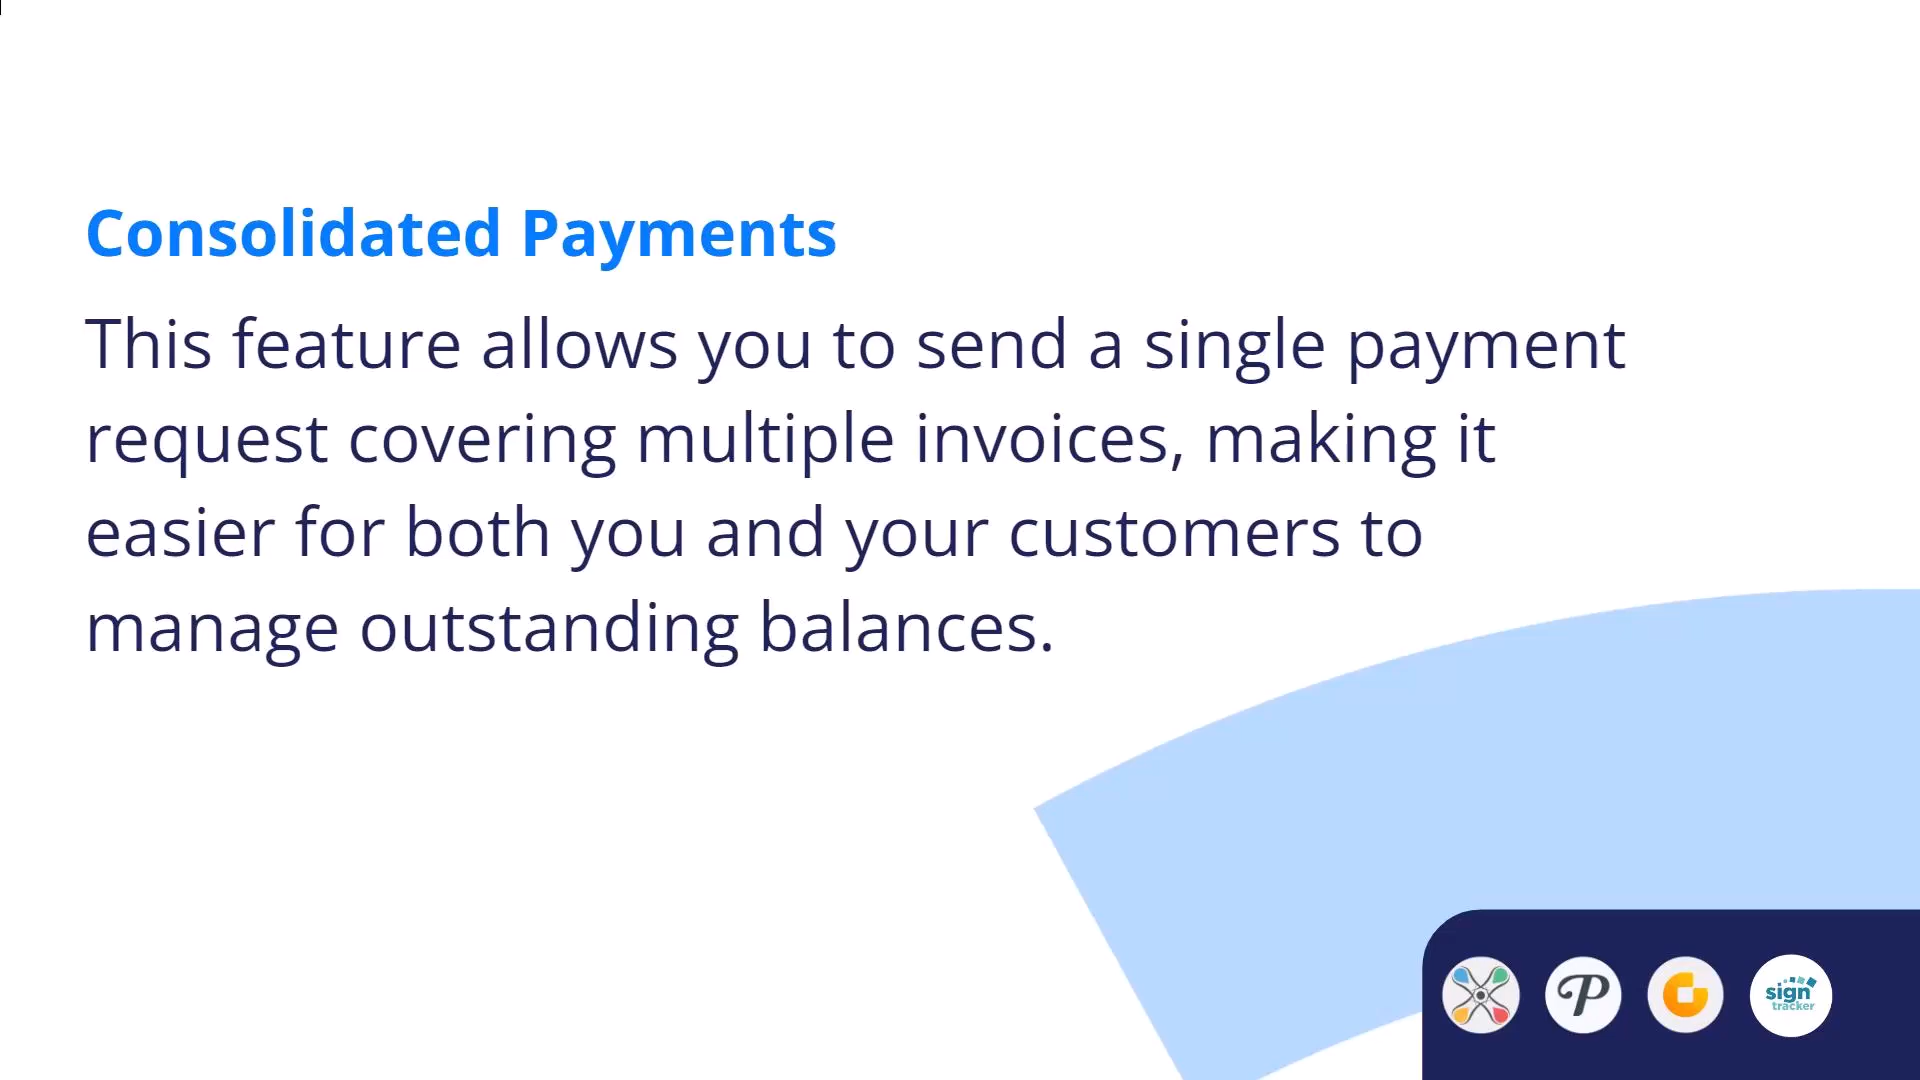 Consolidated Payments
This feature allows you to send a single payment
request covering multiple invoices, making it
easier for both you and your customers to
manage outstanding balances.
P
sign
tracker